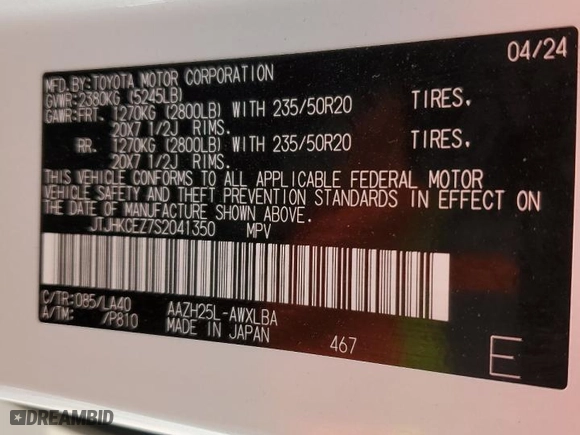 04/24
MFD. BY: TOYOTA MOTOR CORPORATION
GVWR: 2380KG (5245LB)
GAWR: FRT. 1270KG (2800LB) WITH 235/50R20 TIRES,
20X7 1/2J RIMS.
RR. 1270KG (2800LB) WITH 235/50R20 TIRES,
20X7 1/2J RIMS.
THIS VEHICLE CONFORMS TO ALL APPLICABLE FEDERAL MOTOR
VEHICLE SAFETY AND THEFT PREVENTION STANDARDS IN EFFECT ON
THE DATE OF MANUFACTURE SHOWN ABOVE.
JTJHKCEZ7S2041350 MPV
C/TR: 085/LA40 AAZH25L-AWXLBA
A/TM: /P810 MADE IN JAPAN 467
E
DREAMBID